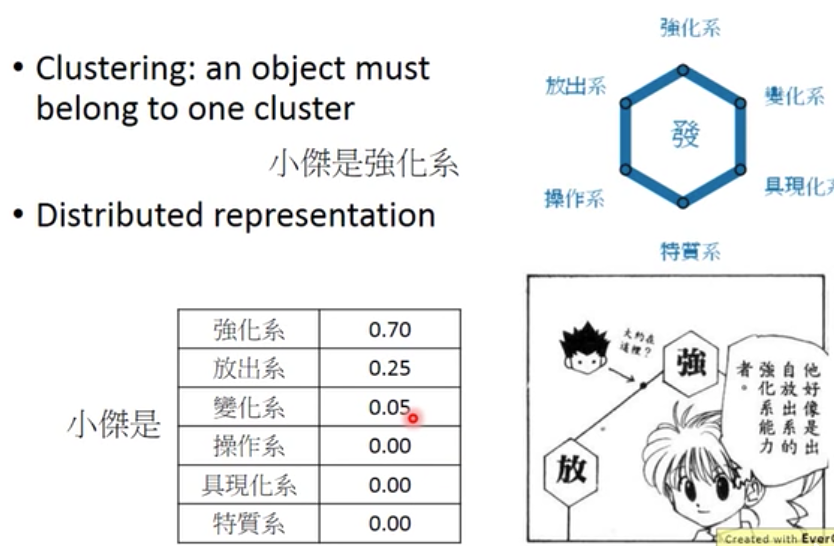 • Clustering: an object must
belong to one cluster
小傑是強化系
• Distributed representation
小傑是
強化系 0.70
放出系 0.25
變化系 0.05
操作系 0.00
具現化系 0.00
特質系 0.00
強化系
放出系
變化系
發
操作系
具現化系
特質系
大約在
這裡？
強
放
他好像是出
自放出系的
強化系能力
者。
Created with Ever